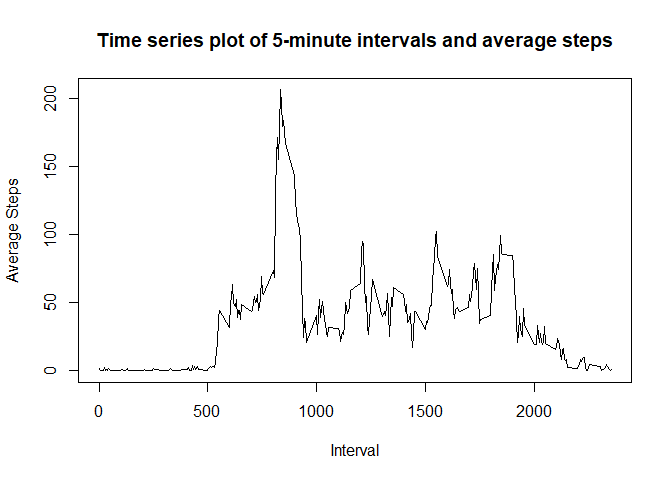 Time series plot of 5-minute intervals and average steps
Average Steps
200
150
100
50
0
0 500 1000 1500 2000
Interval